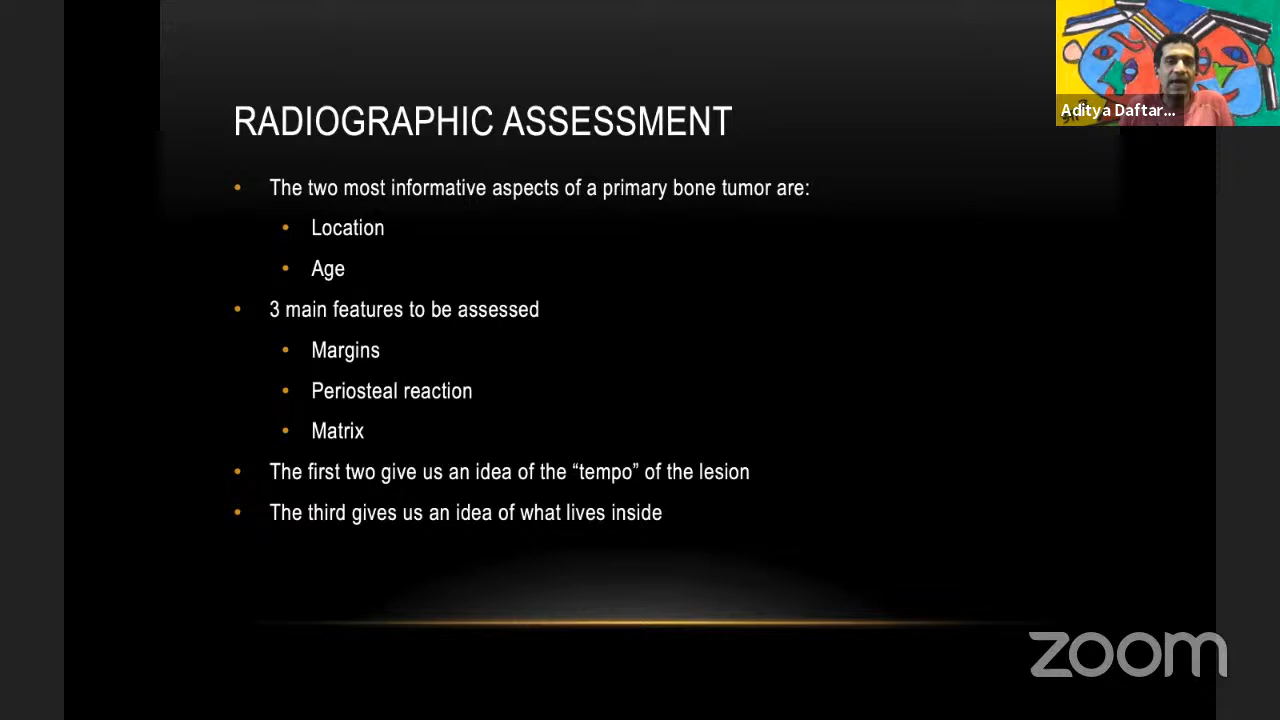 RADIOGRAPHIC ASSESSMENT
• The two most informative aspects of a primary bone tumor are:
• Location
• Age
• 3 main features to be assessed
• Margins
• Periosteal reaction
• Matrix
• The first two give us an idea of the “tempo” of the lesion
• The third gives us an idea of what lives inside
Aditya Daftar...
zoom